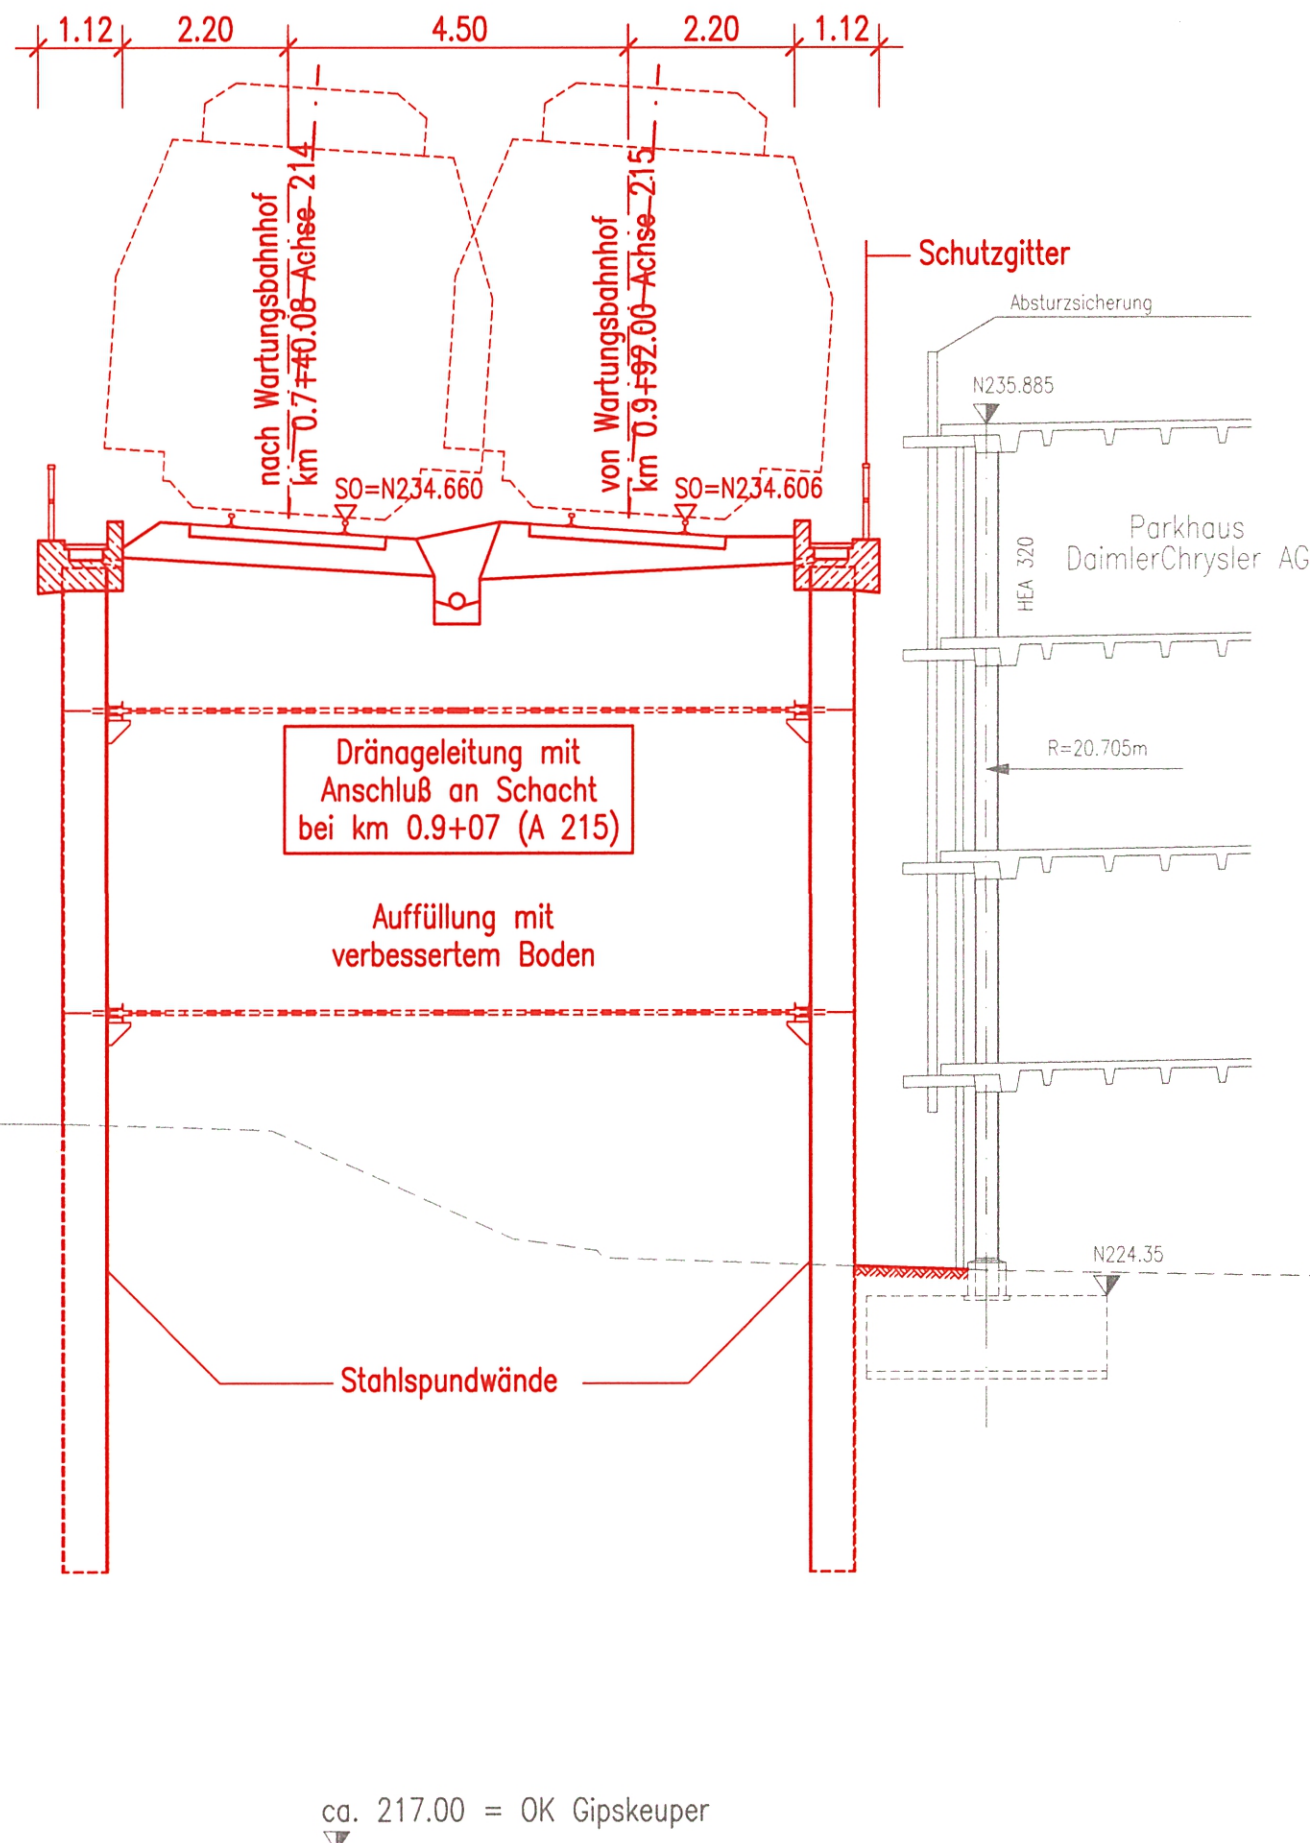 1.12 2.20 4.50 2.20 1.12
nach Wartungsbahnhof
km 0.7+40.08 Achse 214
von Wartungsbahnhof
km 0.9+92.00 Achse 215
Schutzgitter
Absturzsicherung
N235.885
SO=N234.660
SO=N234.606
Parkhaus
DaimlerChrysler AG
HEA 320
R=20.705m
Dränageleitung mit
Anschluß an Schacht
bei km 0.9+07 (A 215)
Auffüllung mit
verbessertem Boden
N224.35
Stahlspundwände
ca. 217.00 = OK Gipskeuper